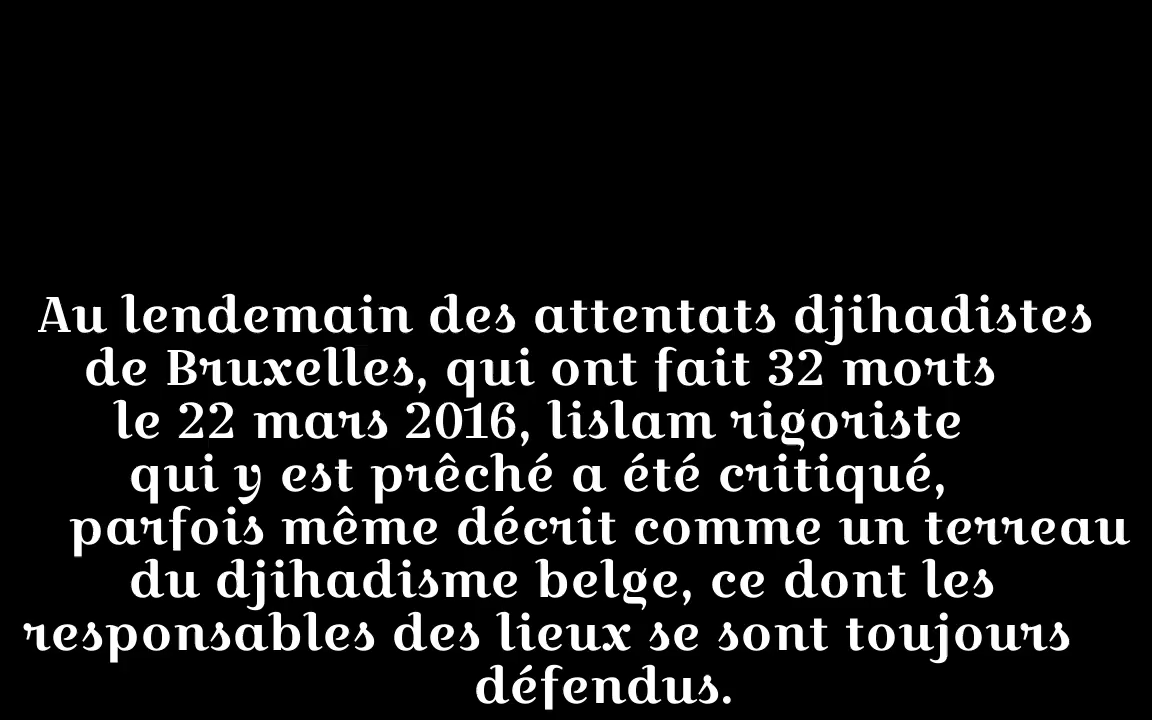 Au lendemain des attentats djihadistes
de Bruxelles, qui ont fait 32 morts
le 22 mars 2016, lislam rigoriste
qui y est prêché a été critiqué,
parfois même décrit comme un terreau
du djihadisme belge, ce dont les
responsables des lieux se sont toujours
défendus.